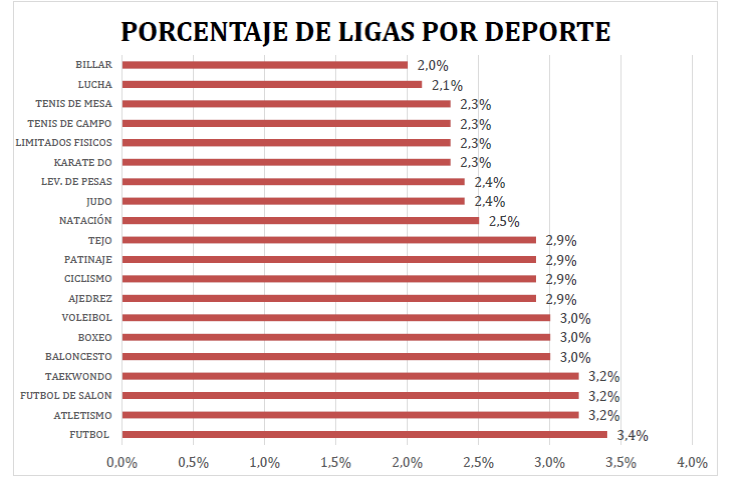 PORCENTAJE DE LIGAS POR DEPORTE
BILLAR 2,0%
LUCHA 2,1%
TENIS DE MESA 2,3%
TENIS DE CAMPO 2,3%
LIMITADOS FISICOS 2,3%
KARATE DO 2,3%
LEV. DE PESAS 2,4%
JUDO 2,4%
NATACIÓN 2,5%
TEJO 2,9%
PATINAJE 2,9%
CICLISMO 2,9%
AJEDREZ 2,9%
VOLEIBOL 3,0%
BOXEO 3,0%
BALONCESTO 3,0%
TAEKWONDO 3,2%
FUTBOL DE SALON 3,2%
ATLETISMO 3,2%
FUTBOL 3,4%
0,0% 0,5% 1,0% 1,5% 2,0% 2,5% 3,0% 3,5% 4,0%